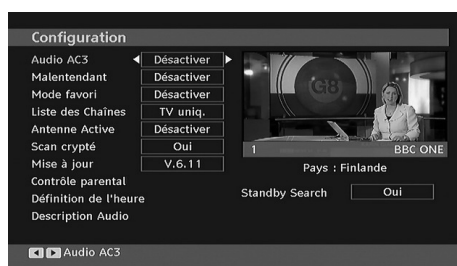 Configuration
Audio AC3 Désactiver
Malentendant Désactiver
Mode favori Désactiver
Liste des Chaînes TV uniq.
Antenne Active Désactiver
Scan crypté Oui
Mise à jour V.6.11
Contrôle parental
Définition de l'heure
Description Audio
G8
1 BBC ONE
Pays : Finlande
Standby Search Oui
Audio AC3